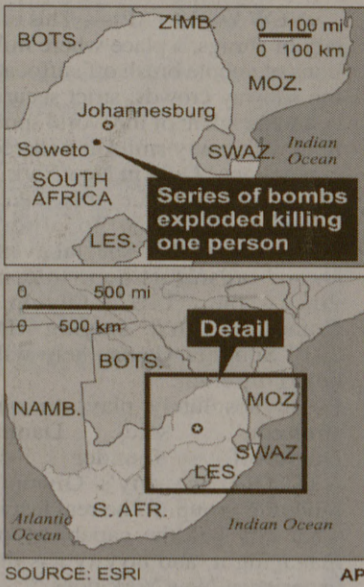 ZIMB.
0 100 mi
0 100 km
BOTS.
MOZ.
Johannesburg
Soweto
SWAZ.
Indian
Ocean
SOUTH
AFRICA
Series of bombs
exploded killing
one person
LES.
0 500 mi
0 500 km
Detail
BOTS.
NAMB.
MOZ.
SWAZ.
LES.
S. AFR.
Atlantic
Ocean
Indian Ocean
SOURCE: ESRI
AP